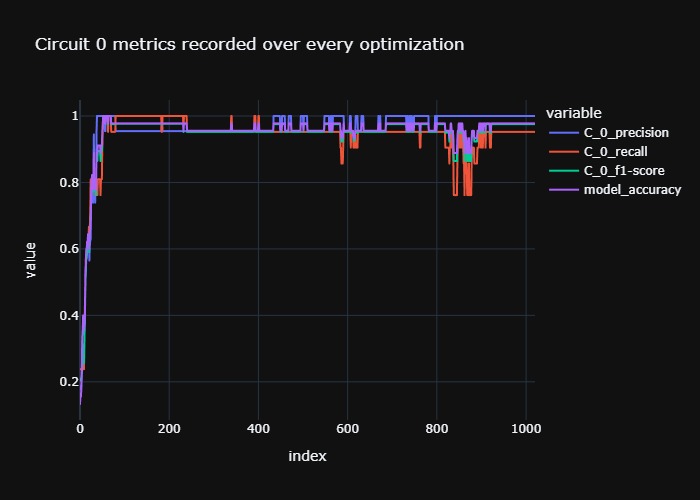 Circuit 0 metrics recorded over every optimization
variable
C_0_precision
C_0_recall
C_0_f1-score
model_accuracy
1
0.8
0.6
0.4
0.2
value
0 200 400 600 800 1000
index